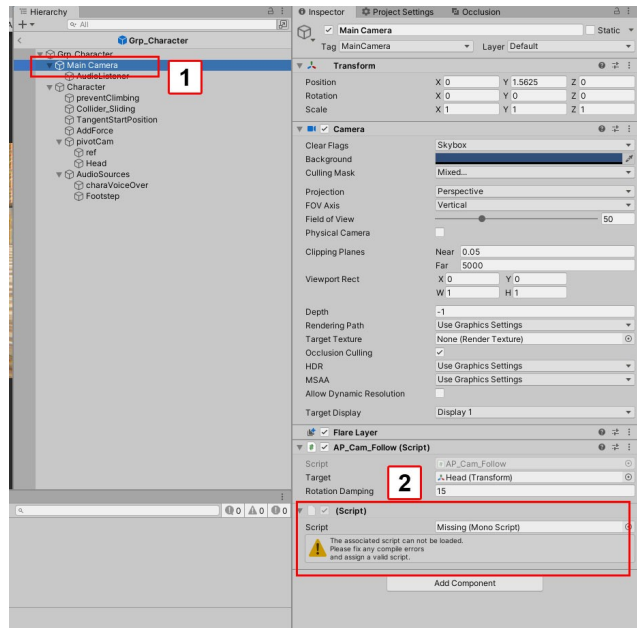 Hierarchy
All
Grp_Character
Grp_Character
Main Camera
AudioListener
Character
preventClimbing
Collider_Sliding
TangentStartPosition
AddForce
pivotCam
ref
Head
AudioSources
charaVoiceOver
Footstep
1
0 0 0
Inspector Project Settings Occlusion
Main Camera Static
Tag MainCamera Layer Default
Transform
Position X 0 Y 1.5625 Z 0
Rotation X 0 Y 0 Z 0
Scale X 1 Y 1 Z 1
Camera
Clear Flags Skybox
Background
Culling Mask Mixed...
Projection Perspective
FOV Axis Vertical
Field of View 50
Physical Camera
Clipping Planes Near 0.05
Far 5000
Viewport Rect X 0 Y 0
W 1 H 1
Depth -1
Rendering Path Use Graphics Settings
Target Texture None (Render Texture)
Occlusion Culling
HDR Use Graphics Settings
MSAA Use Graphics Settings
Allow Dynamic Resolution
Target Display Display 1
Flare Layer
# AP_Cam_Follow (Script)
Script AP_Cam_Follow
Target Head (Transform)
Rotation Damping 15
2
(Script)
Script Missing (Mono Script)
The associated script can not be loaded.
Please fix any compile errors
and assign a valid script.
Add Component